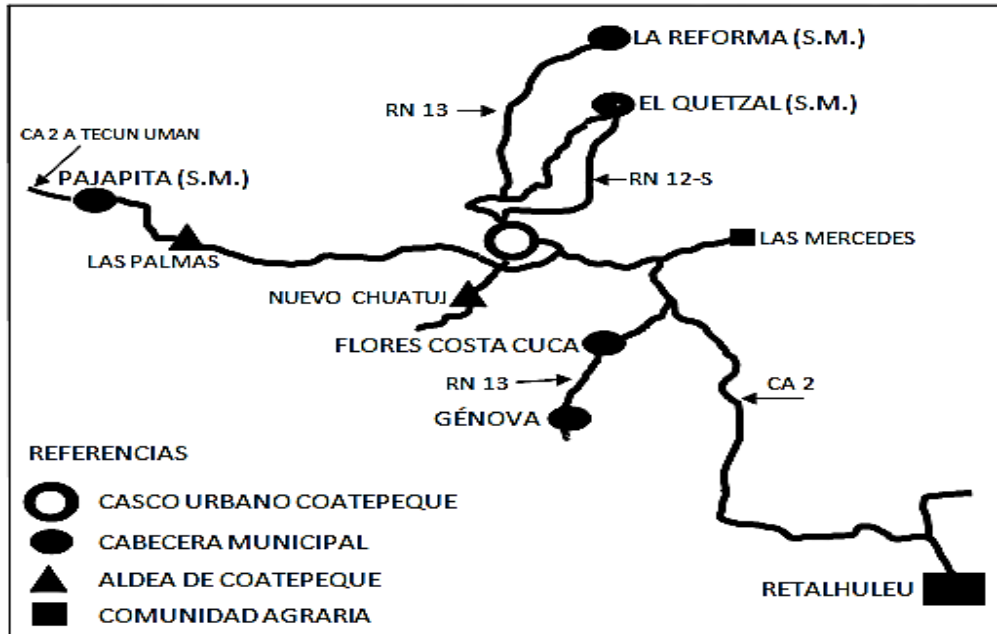 LA REFORMA (S.M.)
RN 13
EL QUETZAL (S.M.)
CA 2 A TECUN UMAN
PAJAPITA (S.M.)
RN 12-S
LAS MERCEDES
LAS PALMAS
NUEVO CHUATUJ
FLORES COSTA CUCA
RN 13
CA 2
GÉNOVA
REFERENCIAS
CASCO URBANO COATEPEQUE
CABECERA MUNICIPAL
ALDEA DE COATEPEQUE
RETALHULEU
COMUNIDAD AGRARIA